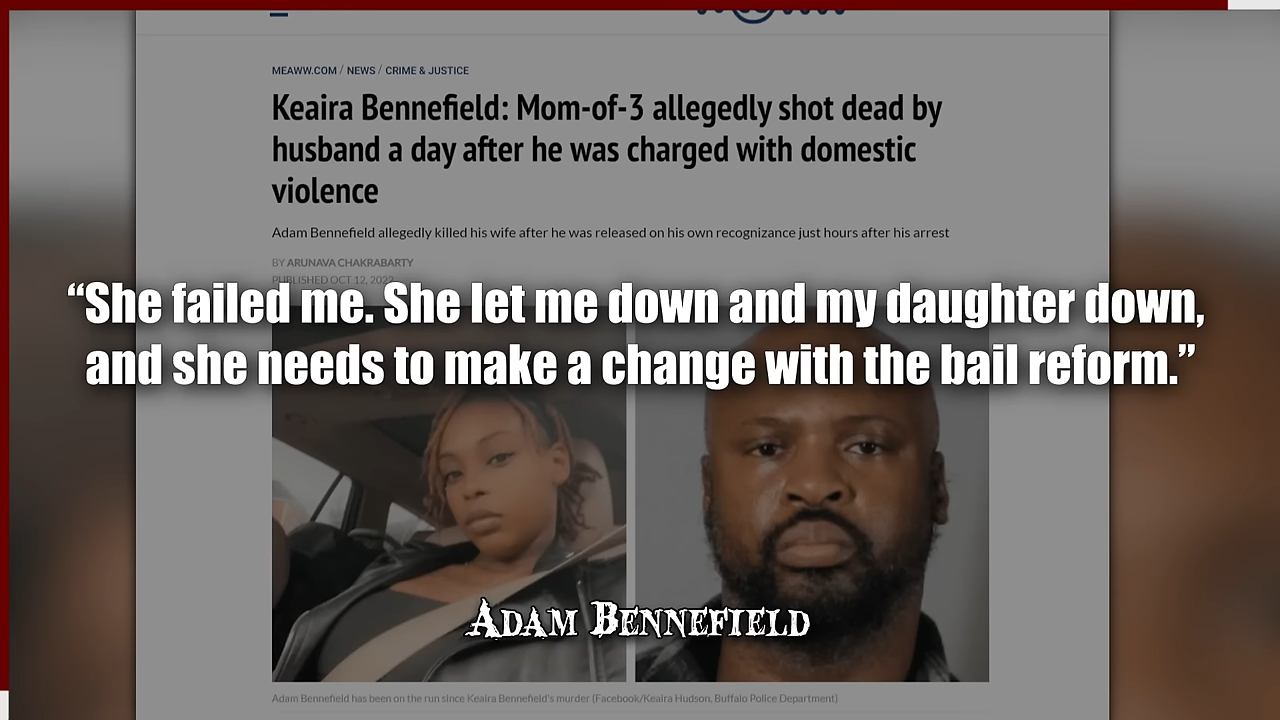 MEAWW.COM / NEWS / CRIME & JUSTICE
Keaira Bennefield: Mom-of-3 allegedly shot dead by
husband a day after he was charged with domestic
violence
Adam Bennefield allegedly killed his wife after he was released on his own recognizance just hours after his arrest
BY ARUNAVA CHAKRABARTY
PUBLISHED OCT 12, 2022
“She failed me. She let me down and my daughter down,
and she needs to make a change with the bail reform.”
ADAM BENNEFIELD
Adam Bennefield has been on the run since Keaira Bennefield's murder (Facebook/Keaira Hudson, Buffalo Police Department)